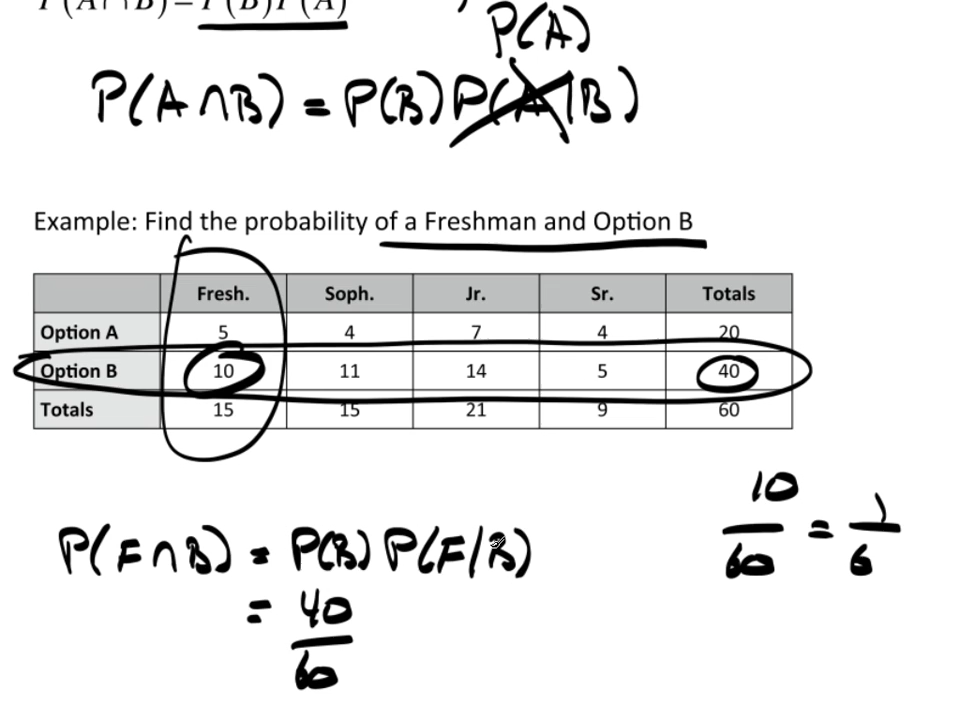 P(A∩B)=P(B)P(A)
P(A)
P(A∩B) = P(B) P(A|B)
Example: Find the probability of a Freshman and Option B
Fresh. Soph. Jr. Sr. Totals
Option A 5 4 7 4 20
Option B 10 11 14 5 40
Totals 15 15 21 9 60
10/60 = 1/6
P(F∩B) = P(B) P(F|B)
= 40/60